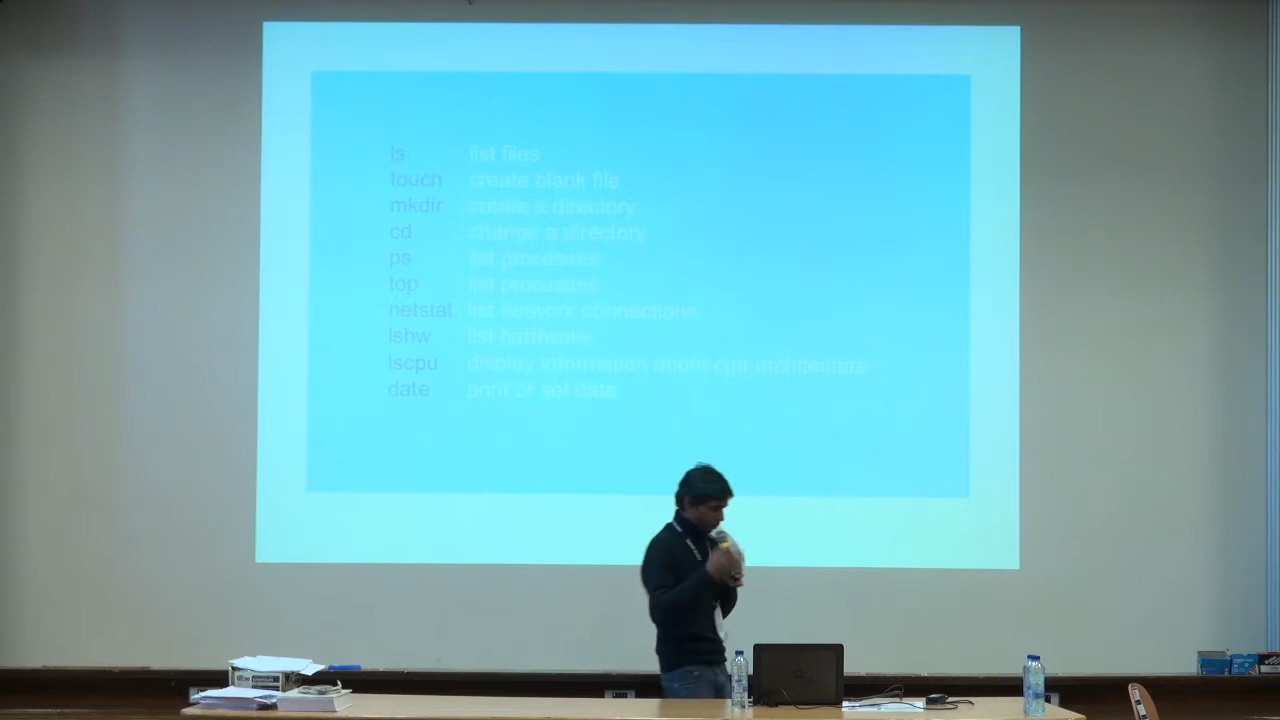 ls : list files
touch : create blank file
mkdir : create a directory
cd : change a directory
ps : list processes
top : list processes
netstat : list network connections
lshw : list hardware
lscpu : display information about cpu architecture
date : print or set date